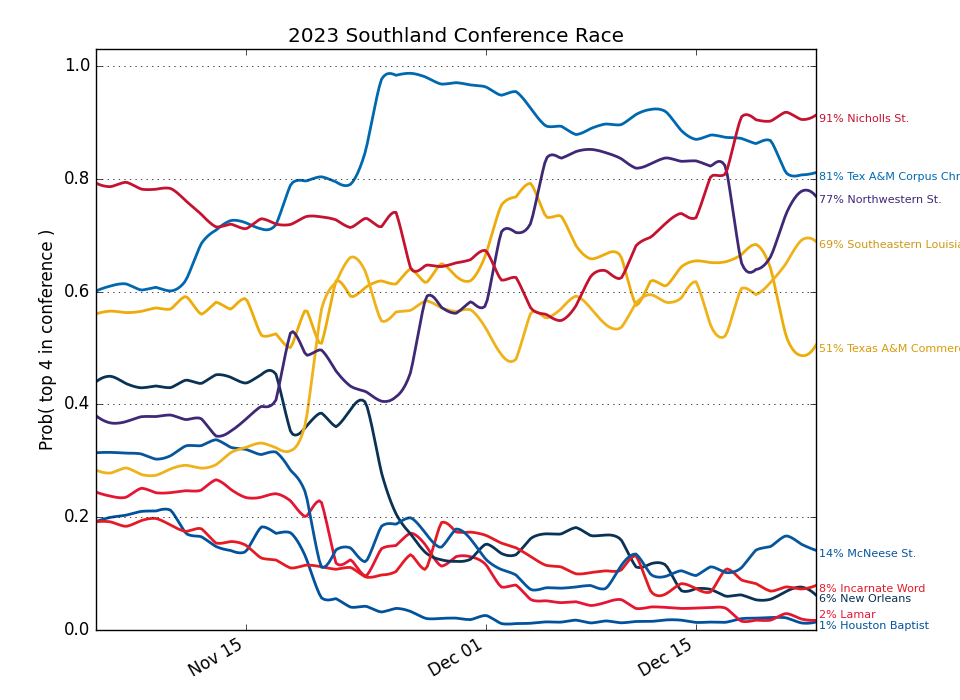 2023 Southland Conference Race
Prob( top 4 in conference )
1.0
0.8
0.6
0.4
0.2
0.0
Nov 15
Dec 01
Dec 15
91% Nicholls St.
81% Tex A&M Corpus Chr
77% Northwestern St.
69% Southeastern Louisia
51% Texas A&M Commerc
14% McNeese St.
8% Incarnate Word
6% New Orleans
2% Lamar
1% Houston Baptist